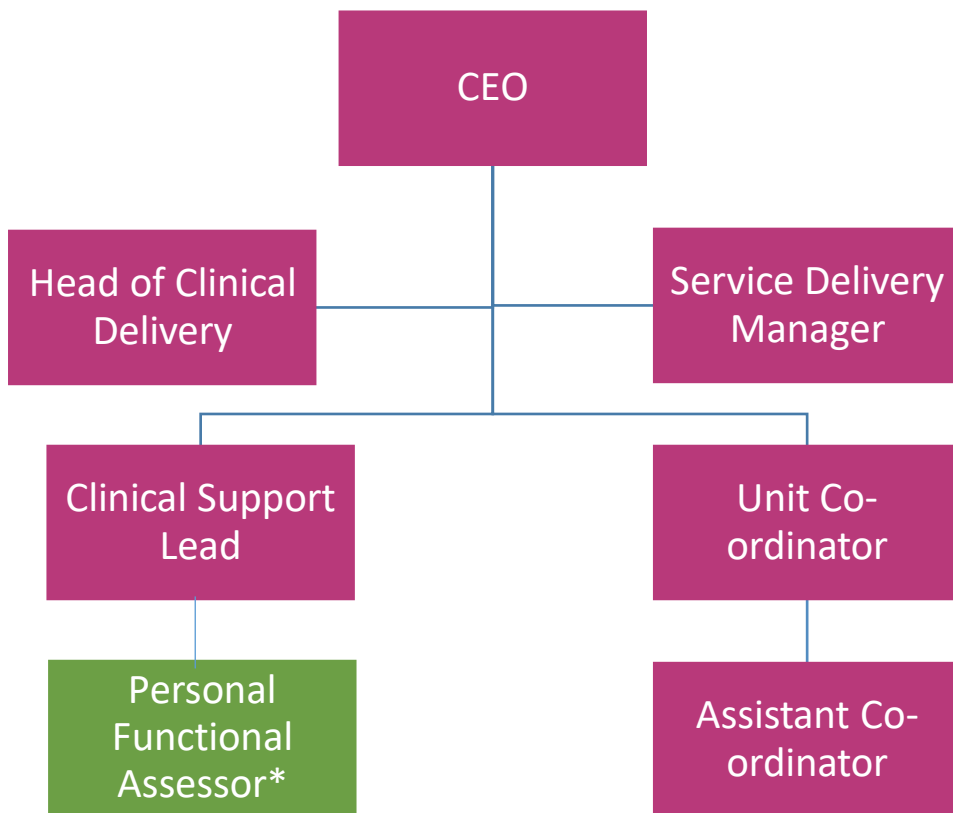 CEO
Head of Clinical
Delivery
Service Delivery
Manager
Clinical Support
Lead
Unit Co-
ordinator
Personal
Functional
Assessor*
Assistant Co-
ordinator